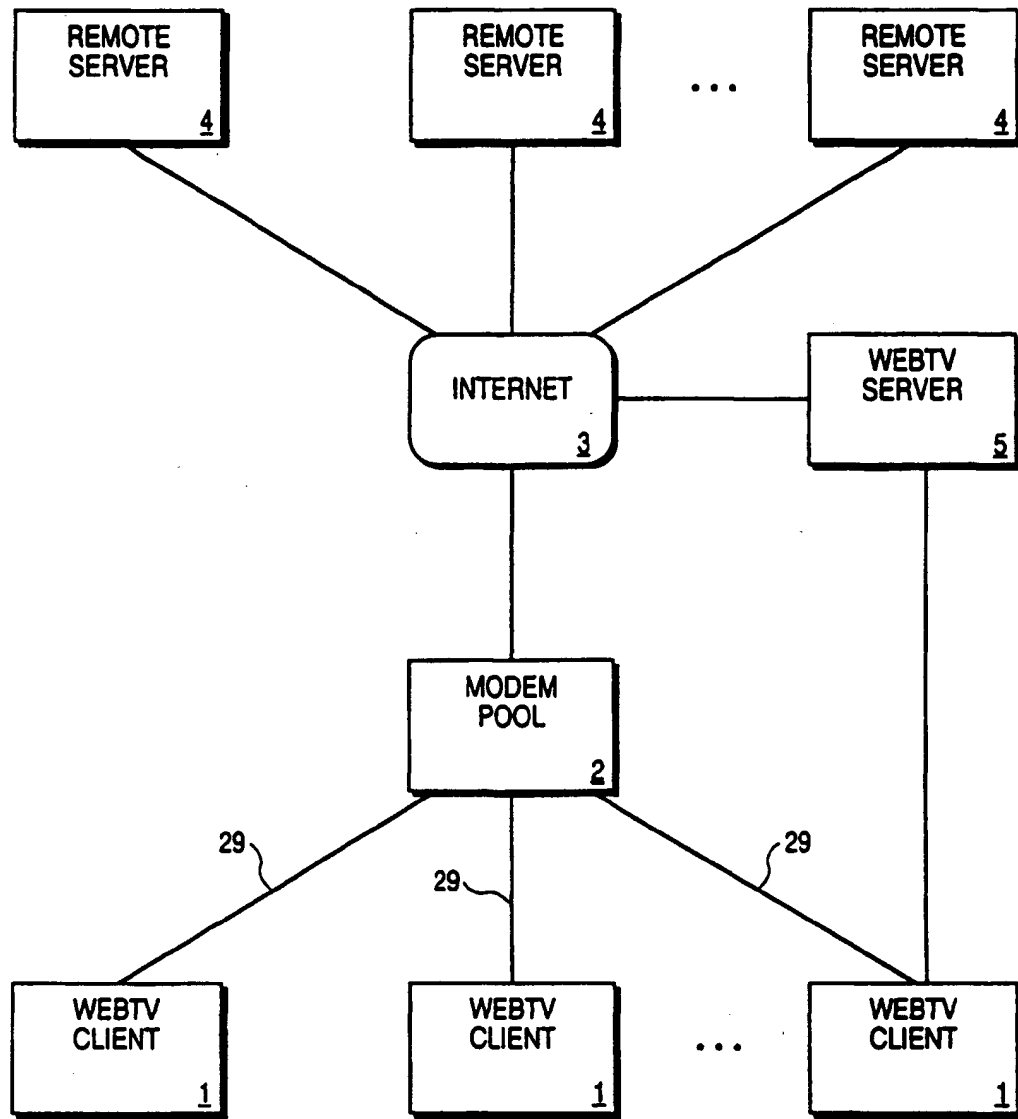 REMOTE
SERVER
4
REMOTE
SERVER
4
...
REMOTE
SERVER
4
INTERNET
3
WEBTV
SERVER
5
MODEM
POOL
2
29
29
29
WEBTV
CLIENT
1
WEBTV
CLIENT
1
...
WEBTV
CLIENT
1